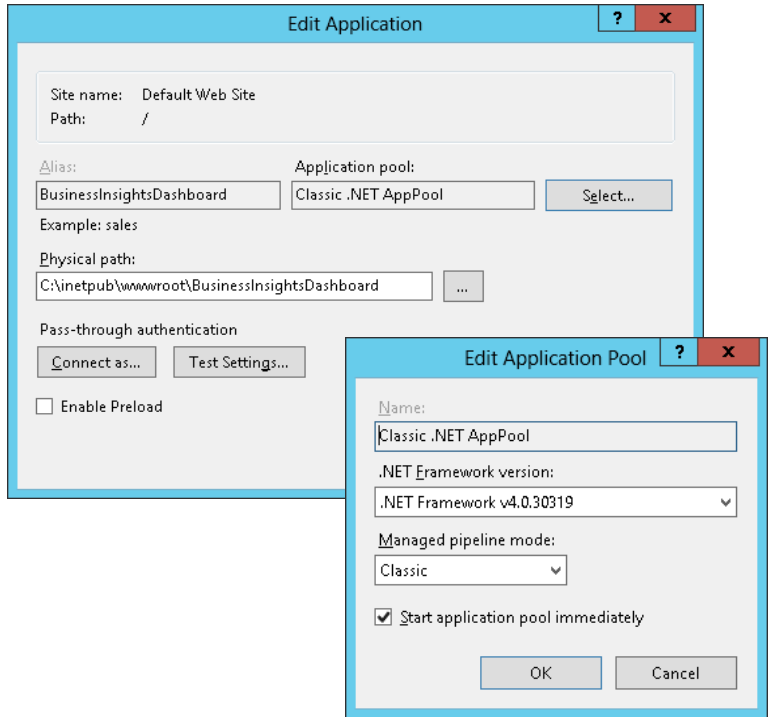 Edit Application
? x
Site name: Default Web Site
Path: /
Alias: Application pool:
BusinessInsightsDashboard Classic .NET AppPool Select...
Example: sales
Physical path:
C:\inetpub\wwwroot\BusinessInsightsDashboard ...
Pass-through authentication
Connect as... Test Settings...
Enable Preload
Edit Application Pool
? x
Name:
Classic .NET AppPool
.NET Framework version:
.NET Framework v4.0.30319
Managed pipeline mode:
Classic
Start application pool immediately
OK Cancel